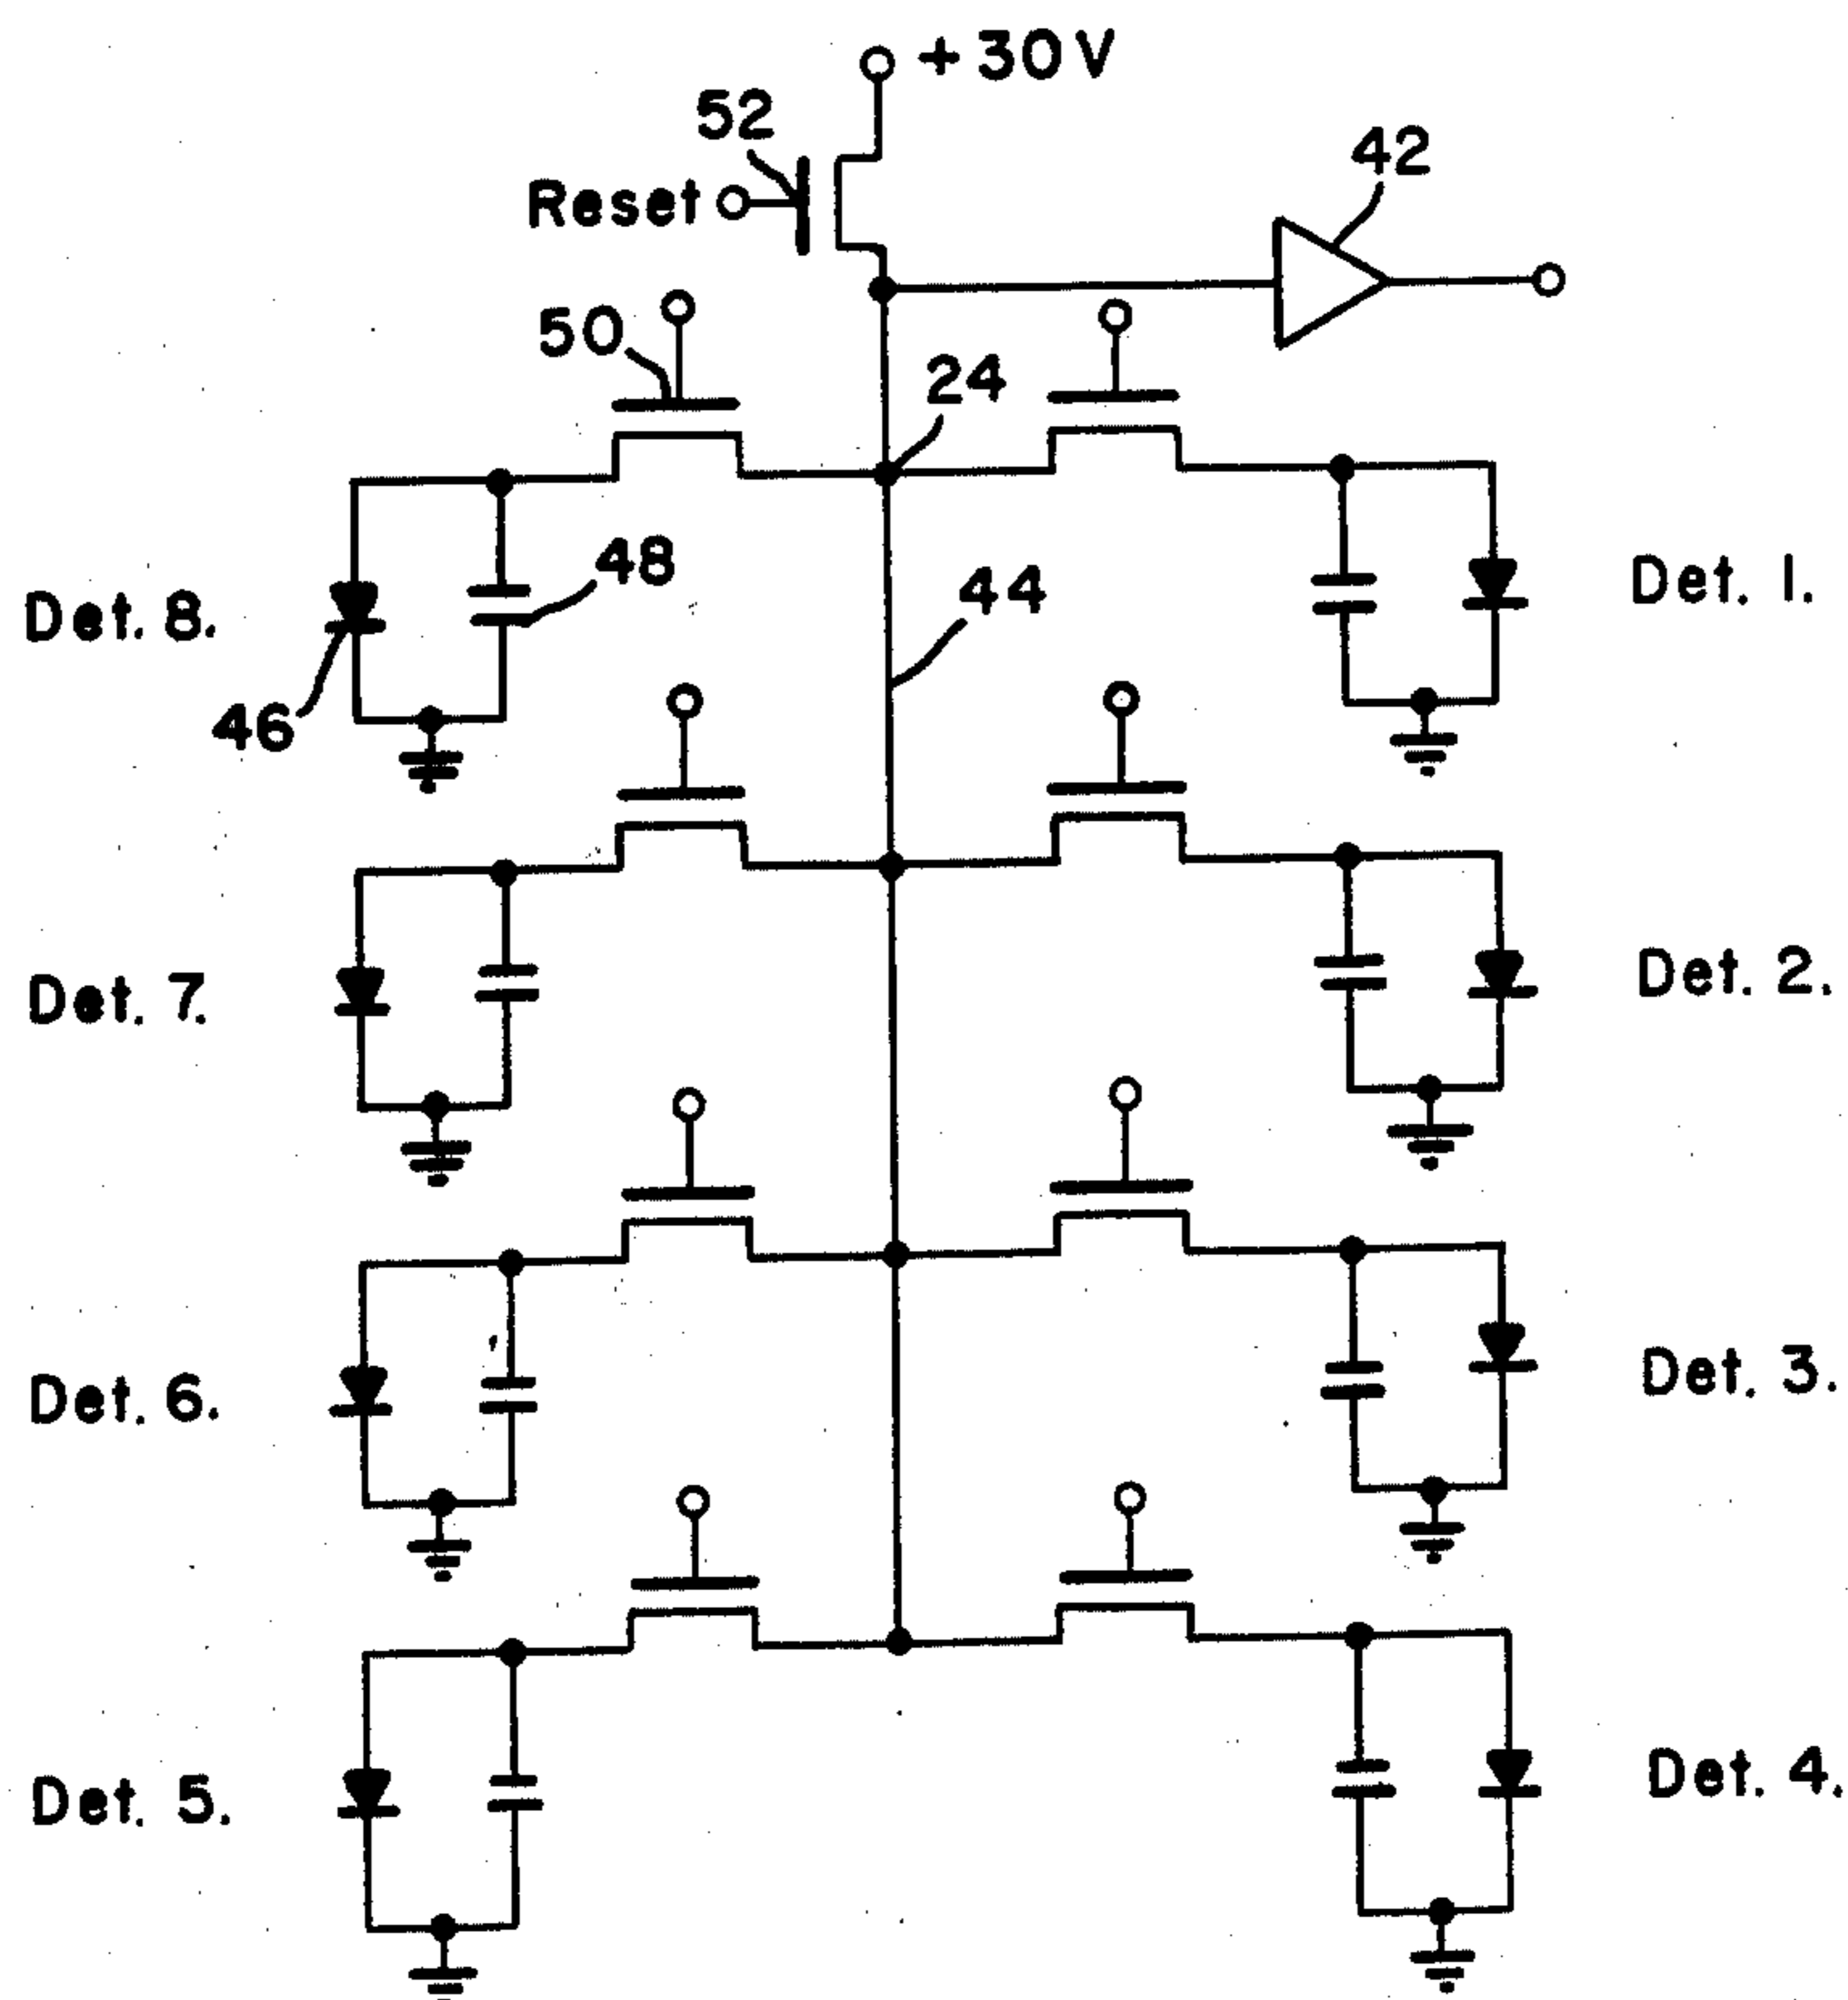 +30V
52
42
Reset
50
24
48
44
Det. 8.
Det. 1.
46
Det. 7.
Det. 2.
Det. 6.
Det. 3.
Det. 5.
Det. 4.